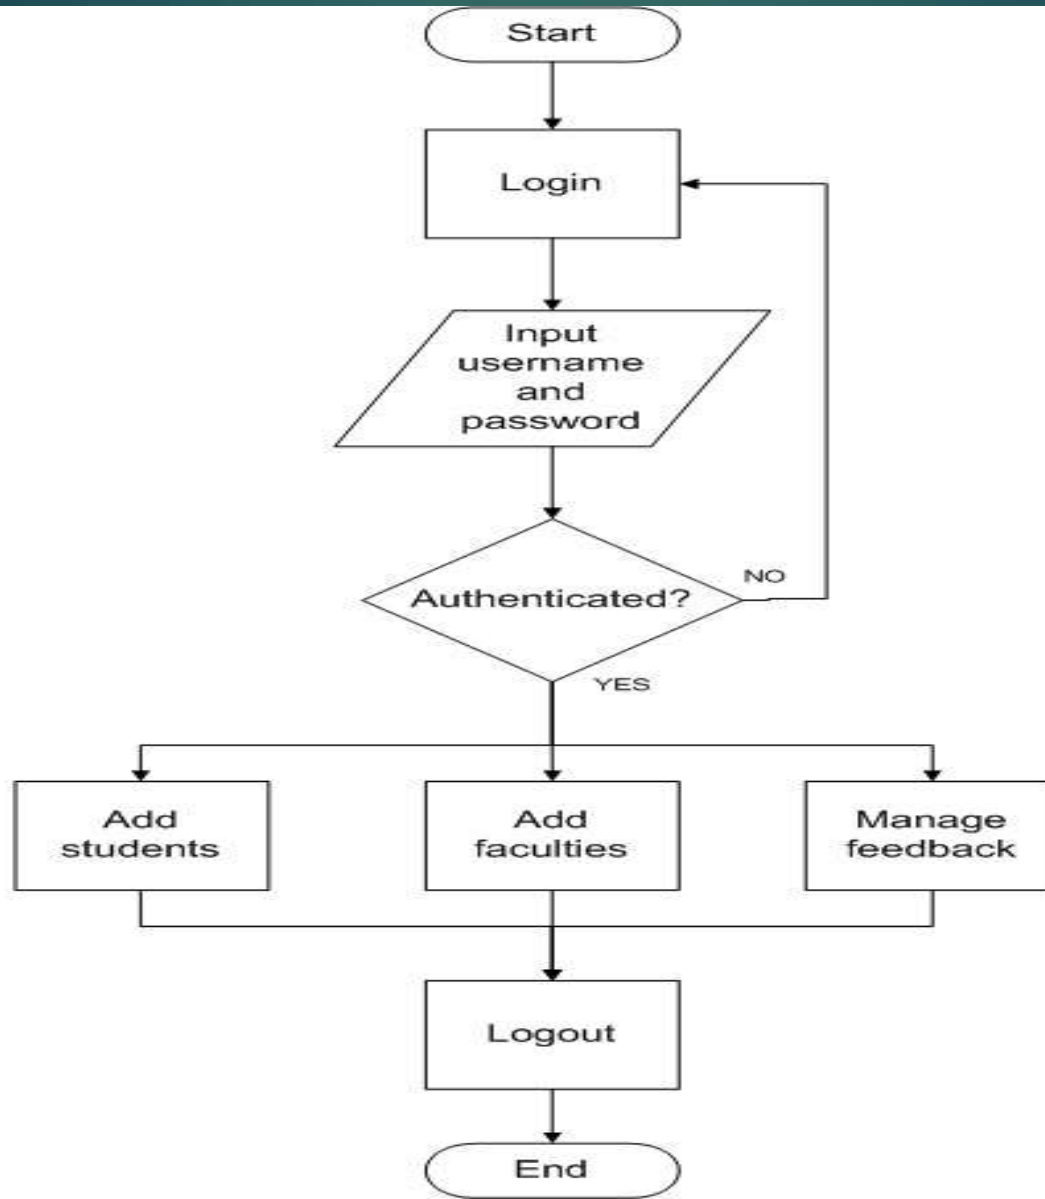 Start
Login
Input
username
and
password
Authenticated?
NO
YES
Add
students
Add
faculties
Manage
feedback
Logout
End